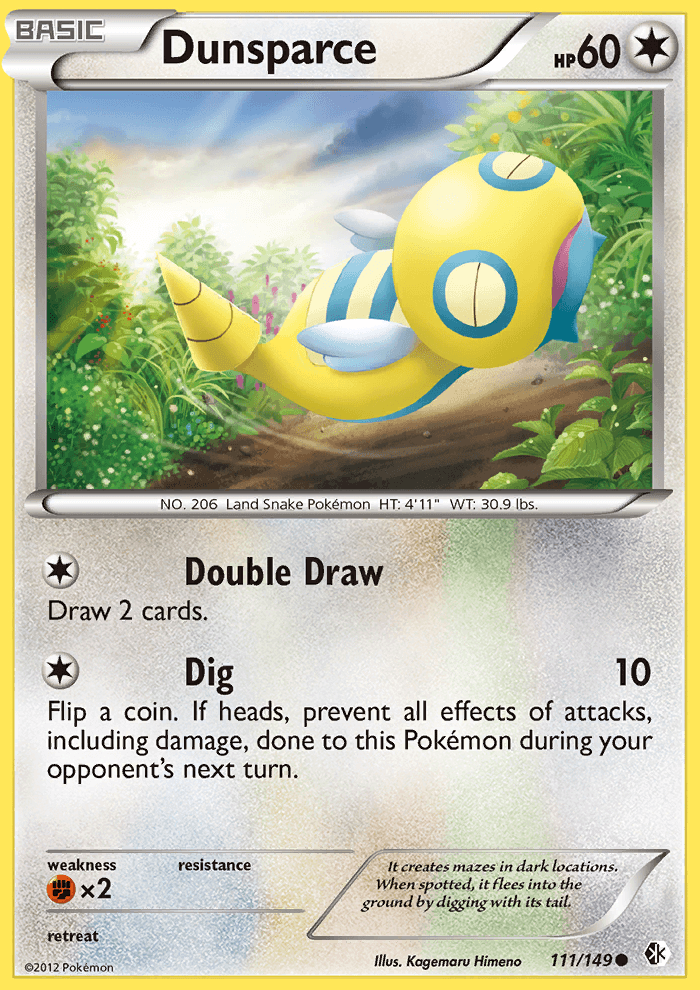 BASIC
Dunsparce
HP60
NO. 206 Land Snake Pokémon HT: 4'11" WT: 30.9 lbs.
Double Draw
Draw 2 cards.
Dig 10
Flip a coin. If heads, prevent all effects of attacks,
including damage, done to this Pokémon during your
opponent's next turn.
weakness resistance
×2
It creates mazes in dark locations.
When spotted, it flees into the
ground by digging with its tail.
retreat
Illus. Kagemaru Himeno 111/149
©2012 Pokémon